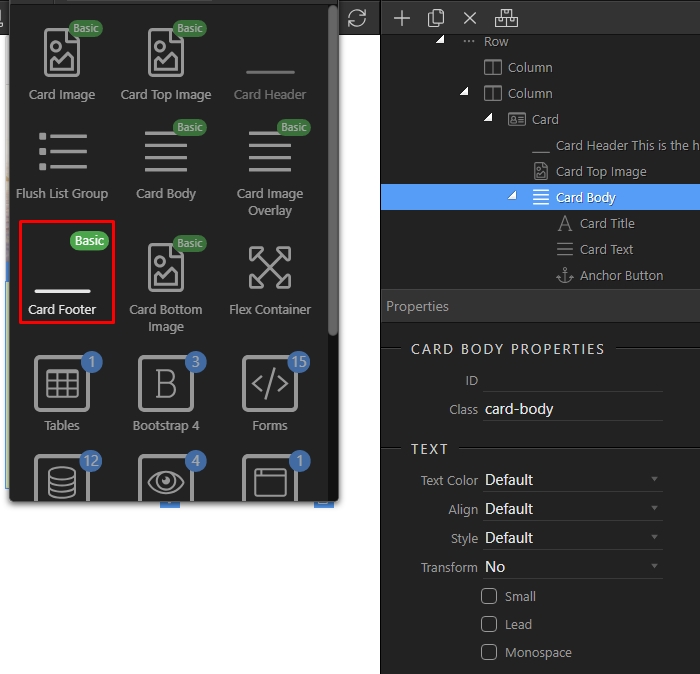 Basic
Basic
Card Image
Card Top Image
Card Header
Basic
Basic
Flush List Group
Card Body
Card Image
Overlay
Basic
Basic
Card Footer
Card Bottom
Image
Flex Container
1
3
15
B
Tables
Bootstrap 4
Forms
12
4
1
Row
Column
Column
Card
Card Header This is the h
Card Top Image
Card Body
Card Title
Card Text
Anchor Button
Properties
CARD BODY PROPERTIES
ID
Class card-body
TEXT
Text Color Default
Align Default
Style Default
Transform No
Small
Lead
Monospace